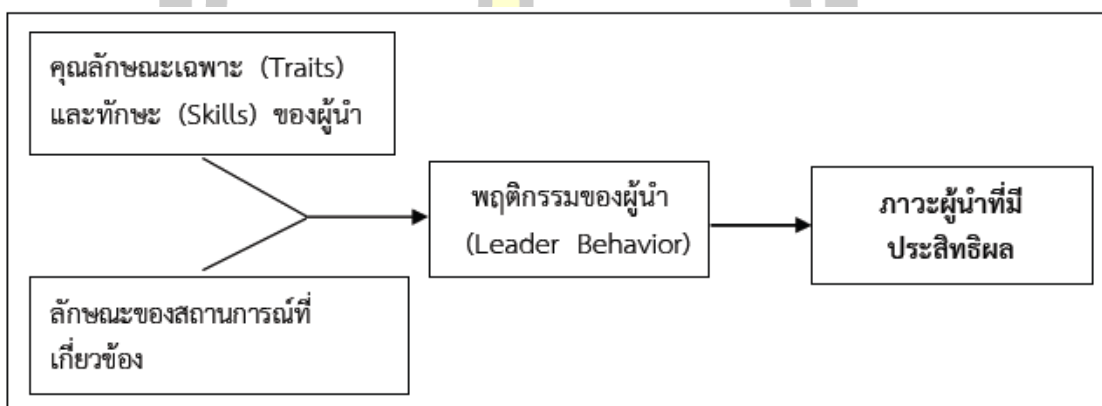 คุณลักษณะเฉพาะ (Traits)
และทักษะ (Skills) ของผู้นำ
พฤติกรรมของผู้นำ
(Leader Behavior)
ภาวะผู้นำที่มี
ประสิทธิผล
ลักษณะของสถานการณ์ที่
เกี่ยวข้อง